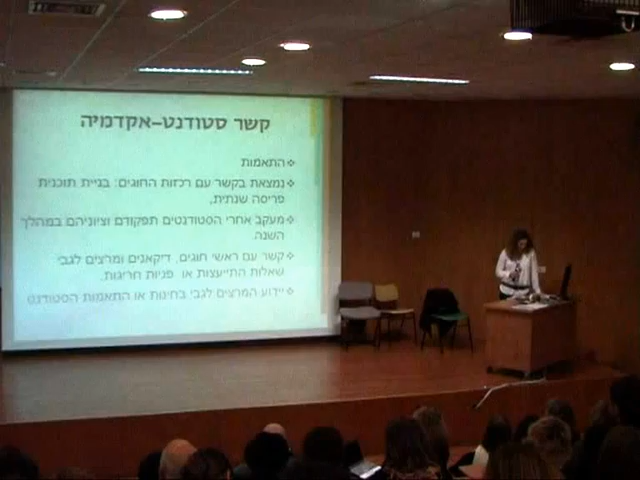 קשר סטודנט-אקדמיה
התאמות
נמצאת בקשר עם רכזות החוגים: בניית תוכנית
פריסה שנתית,
מעקב אחרי הסטודנטים תפקודם וציוניהם במהלך
השנה.
קשר עם ראשי חוגים, דיקאנים ומרצים לגבי
שאלות התייעצות או פניות חריגות.
יידוע המרצים לגבי בחינות או התאמות הסטודנט